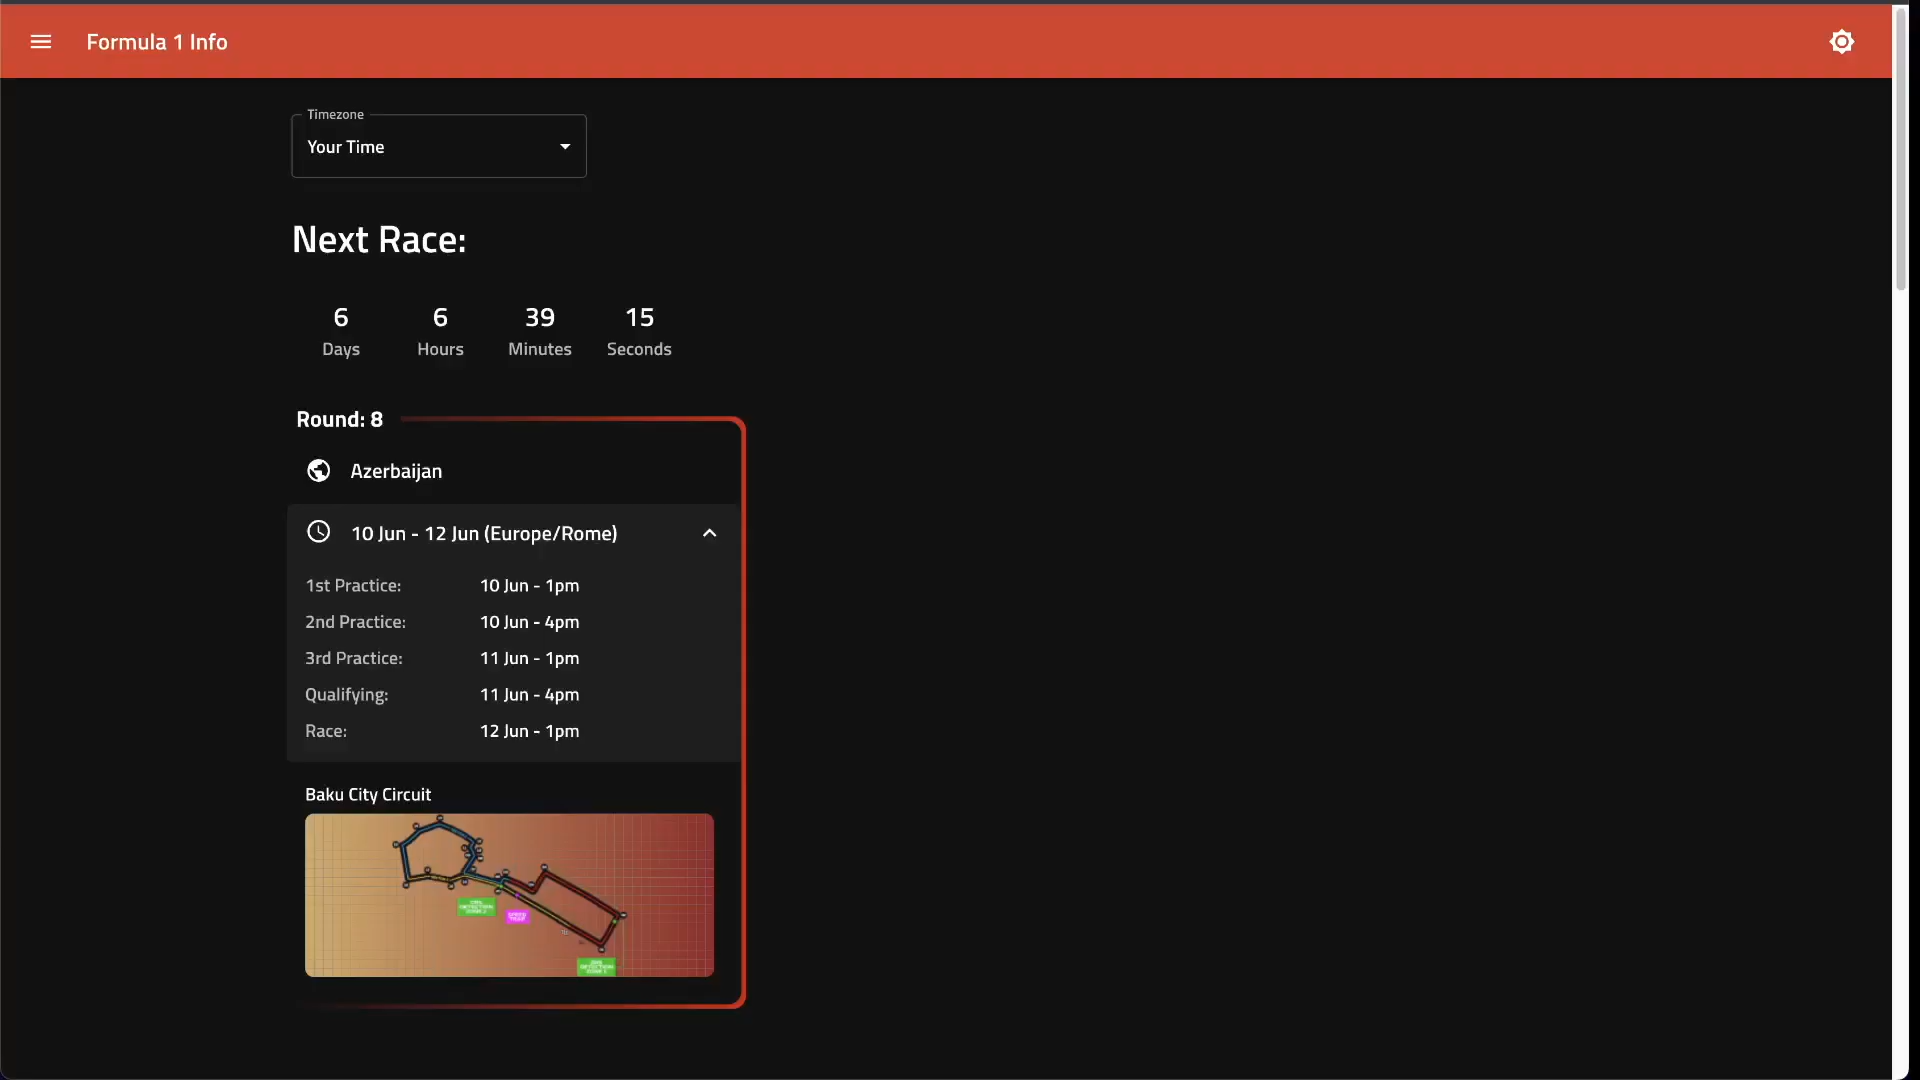 Formula 1 Info
Timezone
Your Time
Next Race:
6 6 39 15
Days Hours Minutes Seconds
Round: 8
Azerbaijan
10 Jun - 12 Jun (Europe/Rome)
1st Practice: 10 Jun - 1pm
2nd Practice: 10 Jun - 4pm
3rd Practice: 11 Jun - 1pm
Qualifying: 11 Jun - 4pm
Race: 12 Jun - 1pm
Baku City Circuit